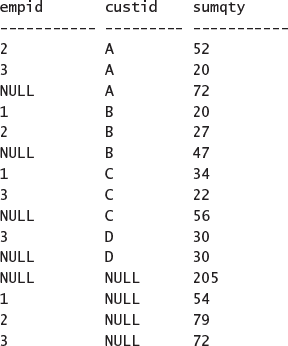 empid custid sumqty
----------- --------- -----------
2 A 52
3 A 20
NULL A 72
1 B 20
2 B 27
NULL B 47
1 C 34
3 C 22
NULL C 56
3 D 30
NULL D 30
NULL NULL 205
1 NULL 54
2 NULL 79
3 NULL 72